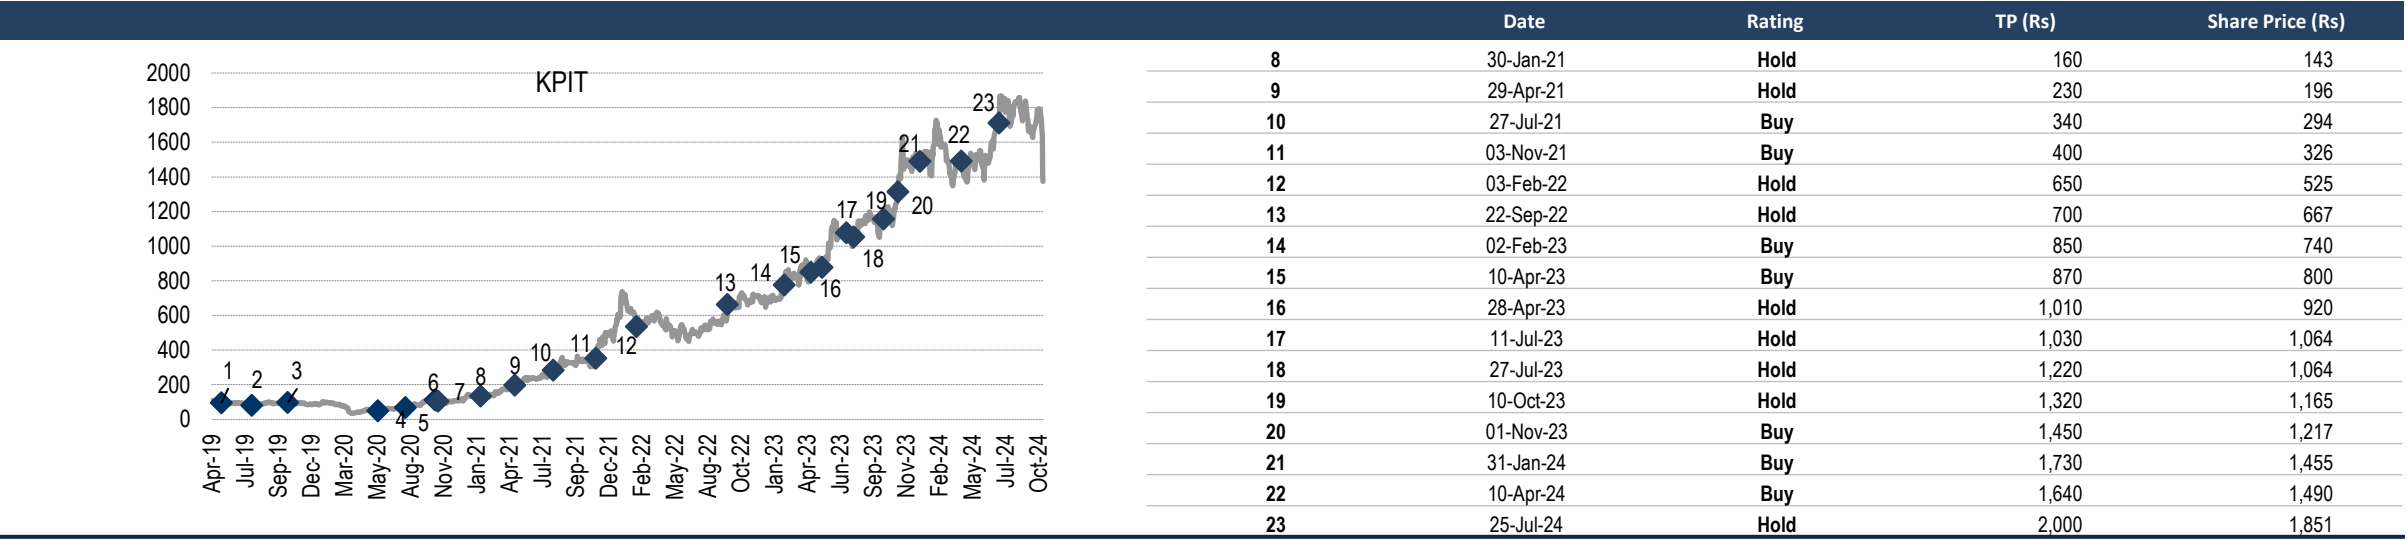 Date Rating TP (Rs) Share Price (Rs)
KPIT
2000
1800
1600
1400
1200
1000
800
600
400
200
0
1 2 3 4 5 6 7 8 9 10 11 12 13 14 15 16 17 18 19 20 21 22 23
Apr-19 Jul-19 Sep-19 Dec-19 Mar-20 May-20 Aug-20 Nov-20 Jan-21 Apr-21 Jul-21 Sep-21 Dec-21 Feb-22 May-22 Aug-22 Oct-22 Jan-23 Apr-23 Jun-23 Sep-23 Nov-23 Feb-24 May-24 Jul-24 Oct-24
8 30-Jan-21 Hold 160 143
9 29-Apr-21 Hold 230 196
10 27-Jul-21 Buy 340 294
11 03-Nov-21 Buy 400 326
12 03-Feb-22 Hold 650 525
13 22-Sep-22 Hold 700 667
14 02-Feb-23 Buy 850 740
15 10-Apr-23 Buy 870 800
16 28-Apr-23 Hold 1,010 920
17 11-Jul-23 Hold 1,030 1,064
18 27-Jul-23 Hold 1,220 1,064
19 10-Oct-23 Hold 1,320 1,165
20 01-Nov-23 Buy 1,450 1,217
21 31-Jan-24 Buy 1,730 1,455
22 10-Apr-24 Buy 1,640 1,490
23 25-Jul-24 Hold 2,000 1,851